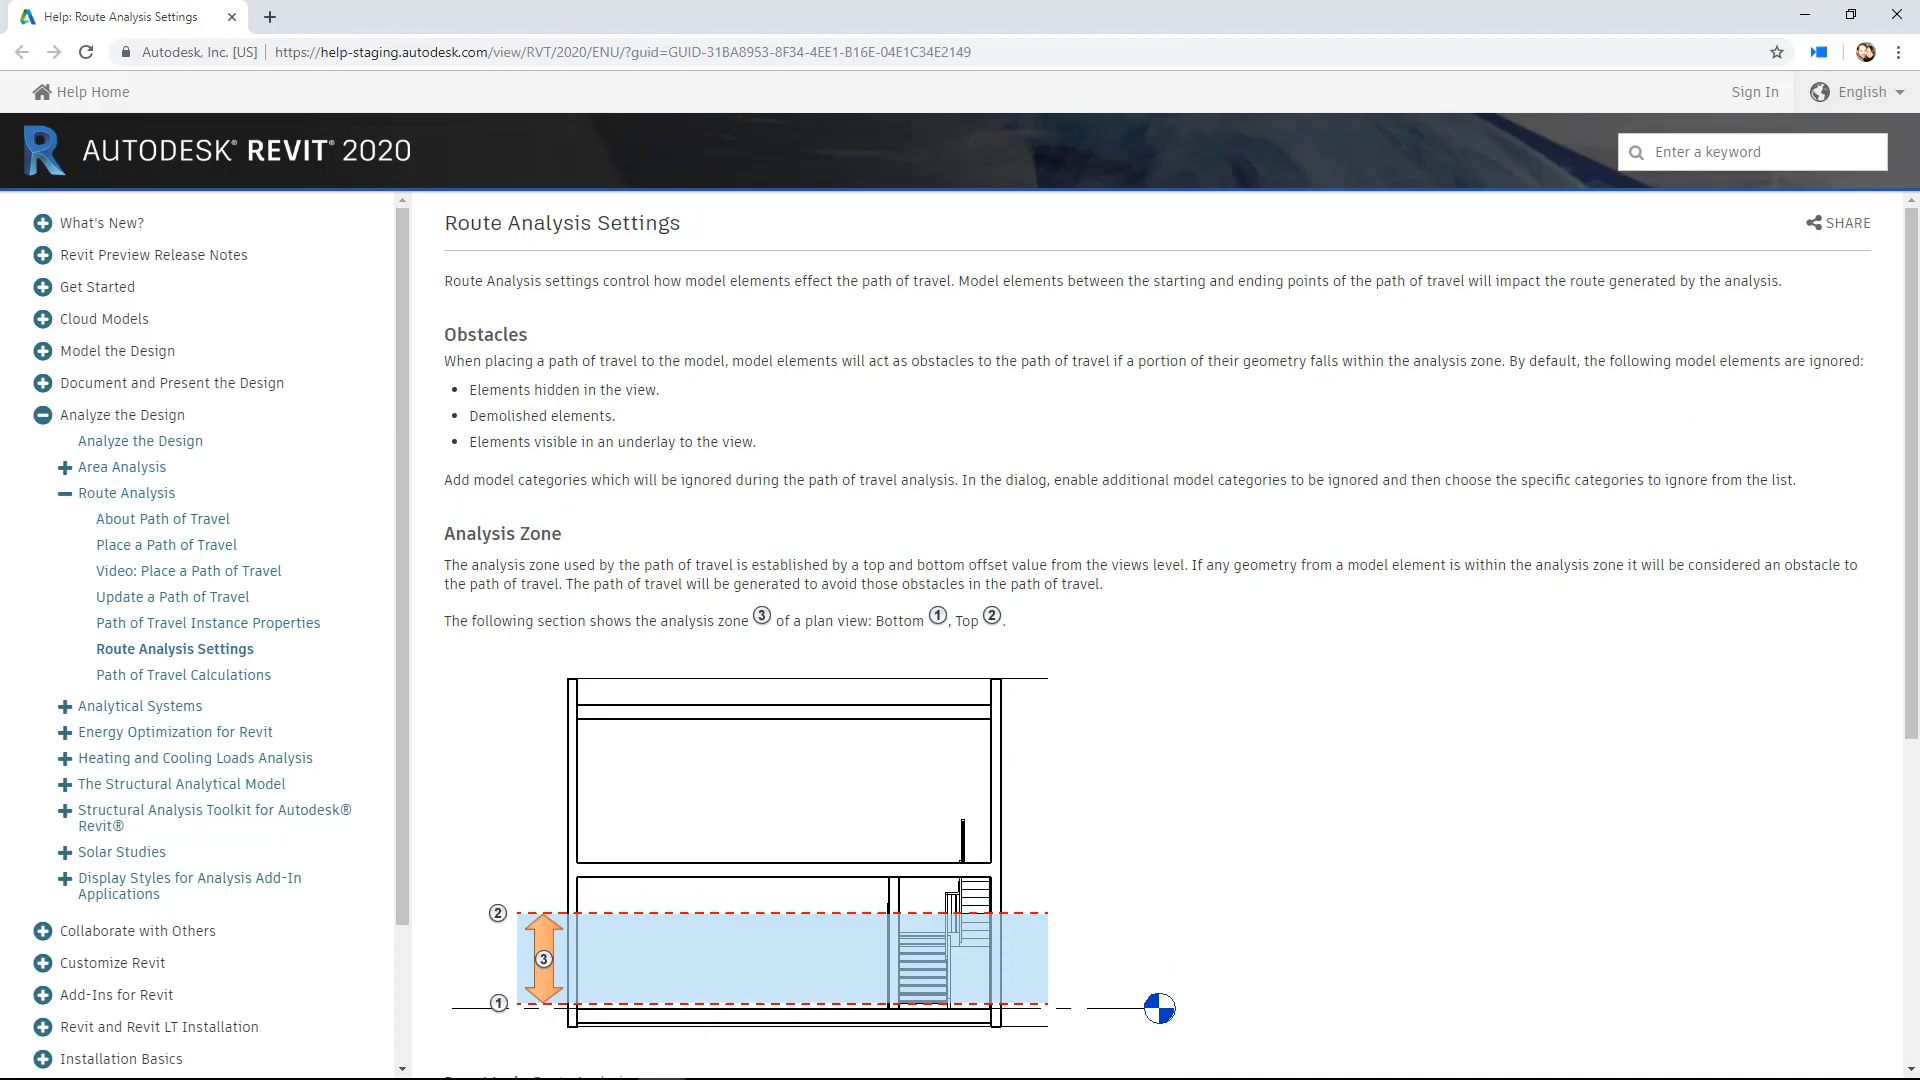 Help: Route Analysis Settings
Autodesk, Inc. [US] https://help-staging.autodesk.com/view/RVT/2020/ENU/?guid=GUID-31BA8953-8F34-4EE1-B16E-04E1C34E2149
Help Home
Sign In
English
AUTODESK® REVIT® 2020
Enter a keyword
What's New?
Revit Preview Release Notes
Get Started
Cloud Models
Model the Design
Document and Present the Design
Analyze the Design
Analyze the Design
Area Analysis
Route Analysis
About Path of Travel
Place a Path of Travel
Video: Place a Path of Travel
Update a Path of Travel
Path of Travel Instance Properties
Route Analysis Settings
Path of Travel Calculations
Analytical Systems
Energy Optimization for Revit
Heating and Cooling Loads Analysis
The Structural Analytical Model
Structural Analysis Toolkit for Autodesk®
Revit®
Solar Studies
Display Styles for Analysis Add-In
Applications
Collaborate with Others
Customize Revit
Add-Ins for Revit
Revit and Revit LT Installation
Installation Basics
Route Analysis Settings
SHARE
Route Analysis settings control how model elements effect the path of travel. Model elements between the starting and ending points of the path of travel will impact the route generated by the analysis.
Obstacles
When placing a path of travel to the model, model elements will act as obstacles to the path of travel if a portion of their geometry falls within the analysis zone. By default, the following model elements are ignored:
• Elements hidden in the view.
• Demolished elements.
• Elements visible in an underlay to the view.
Add model categories which will be ignored during the path of travel analysis. In the dialog, enable additional model categories to be ignored and then choose the specific categories to ignore from the list.
Analysis Zone
The analysis zone used by the path of travel is established by a top and bottom offset value from the views level. If any geometry from a model element is within the analysis zone it will be considered an obstacle to
the path of travel. The path of travel will be generated to avoid those obstacles in the path of travel.
The following section shows the analysis zone 3 of a plan view: Bottom 1, Top 2.
2
3
1